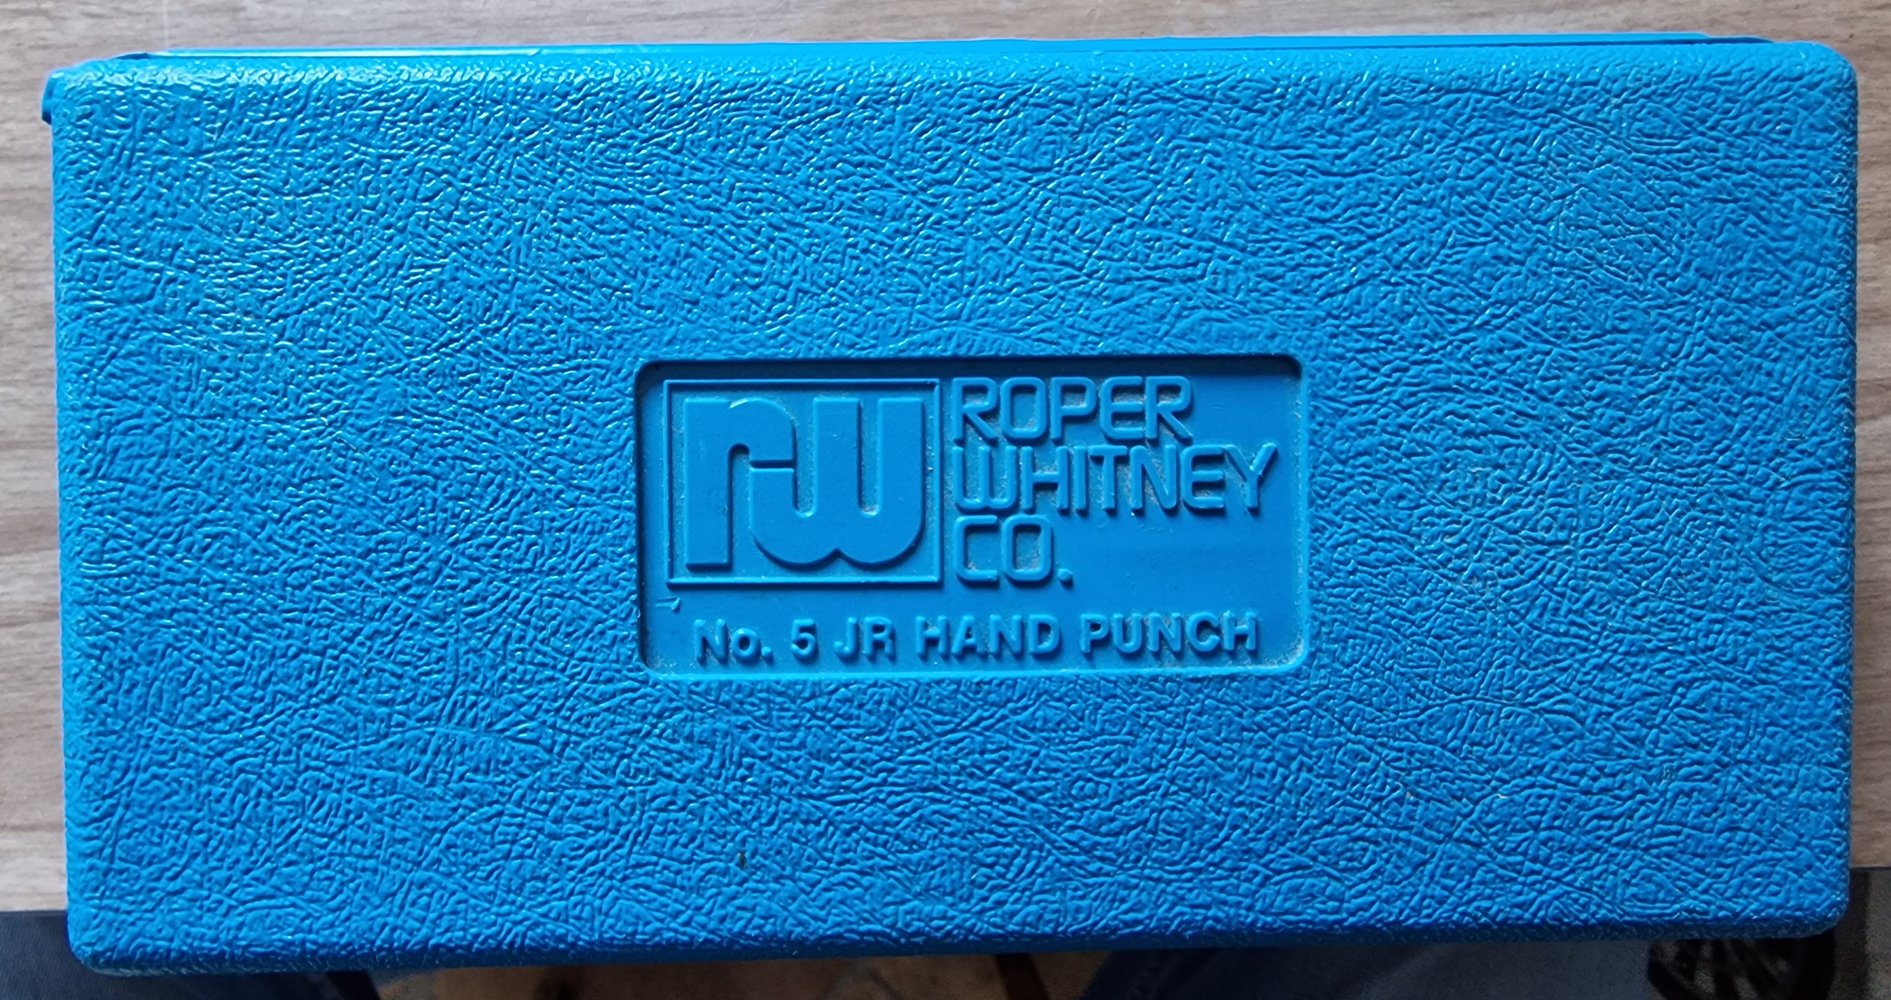 rw
ROPER
WHITNEY
CO.
No. 5 JR HAND PUNCH